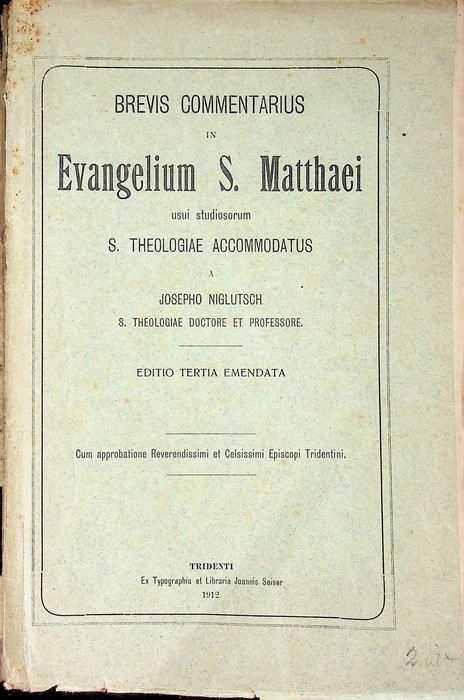 BREVIS COMMENTARIUS
IN
Evangelium S. Matthaei
usui studiosorum
S. THEOLOGIAE ACCOMMODATUS
A
JOSEPHO NIGLUTSCH
S. THEOLOGIAE DOCTORE ET PROFESSORE.
EDITIO TERTIA EMENDATA
Cum approbatione Reverendissimi et Celsissimi Episcopi Tridentini.
TRIDENTI
Ex Typographia et Libraria Joannis Seiser
1912